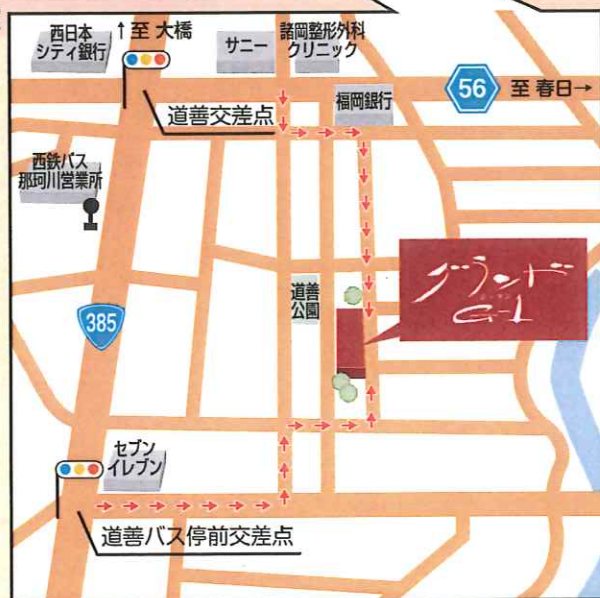 西日本
シティ銀行
↑至 大橋
サニー
諸岡整形外科
クリニック
56
至 春日→
福岡銀行
道善交差点
西鉄バス
那珂川営業所
385
道善
公園
グランド
G-1
セブン
イレブン
道善バス停前交差点